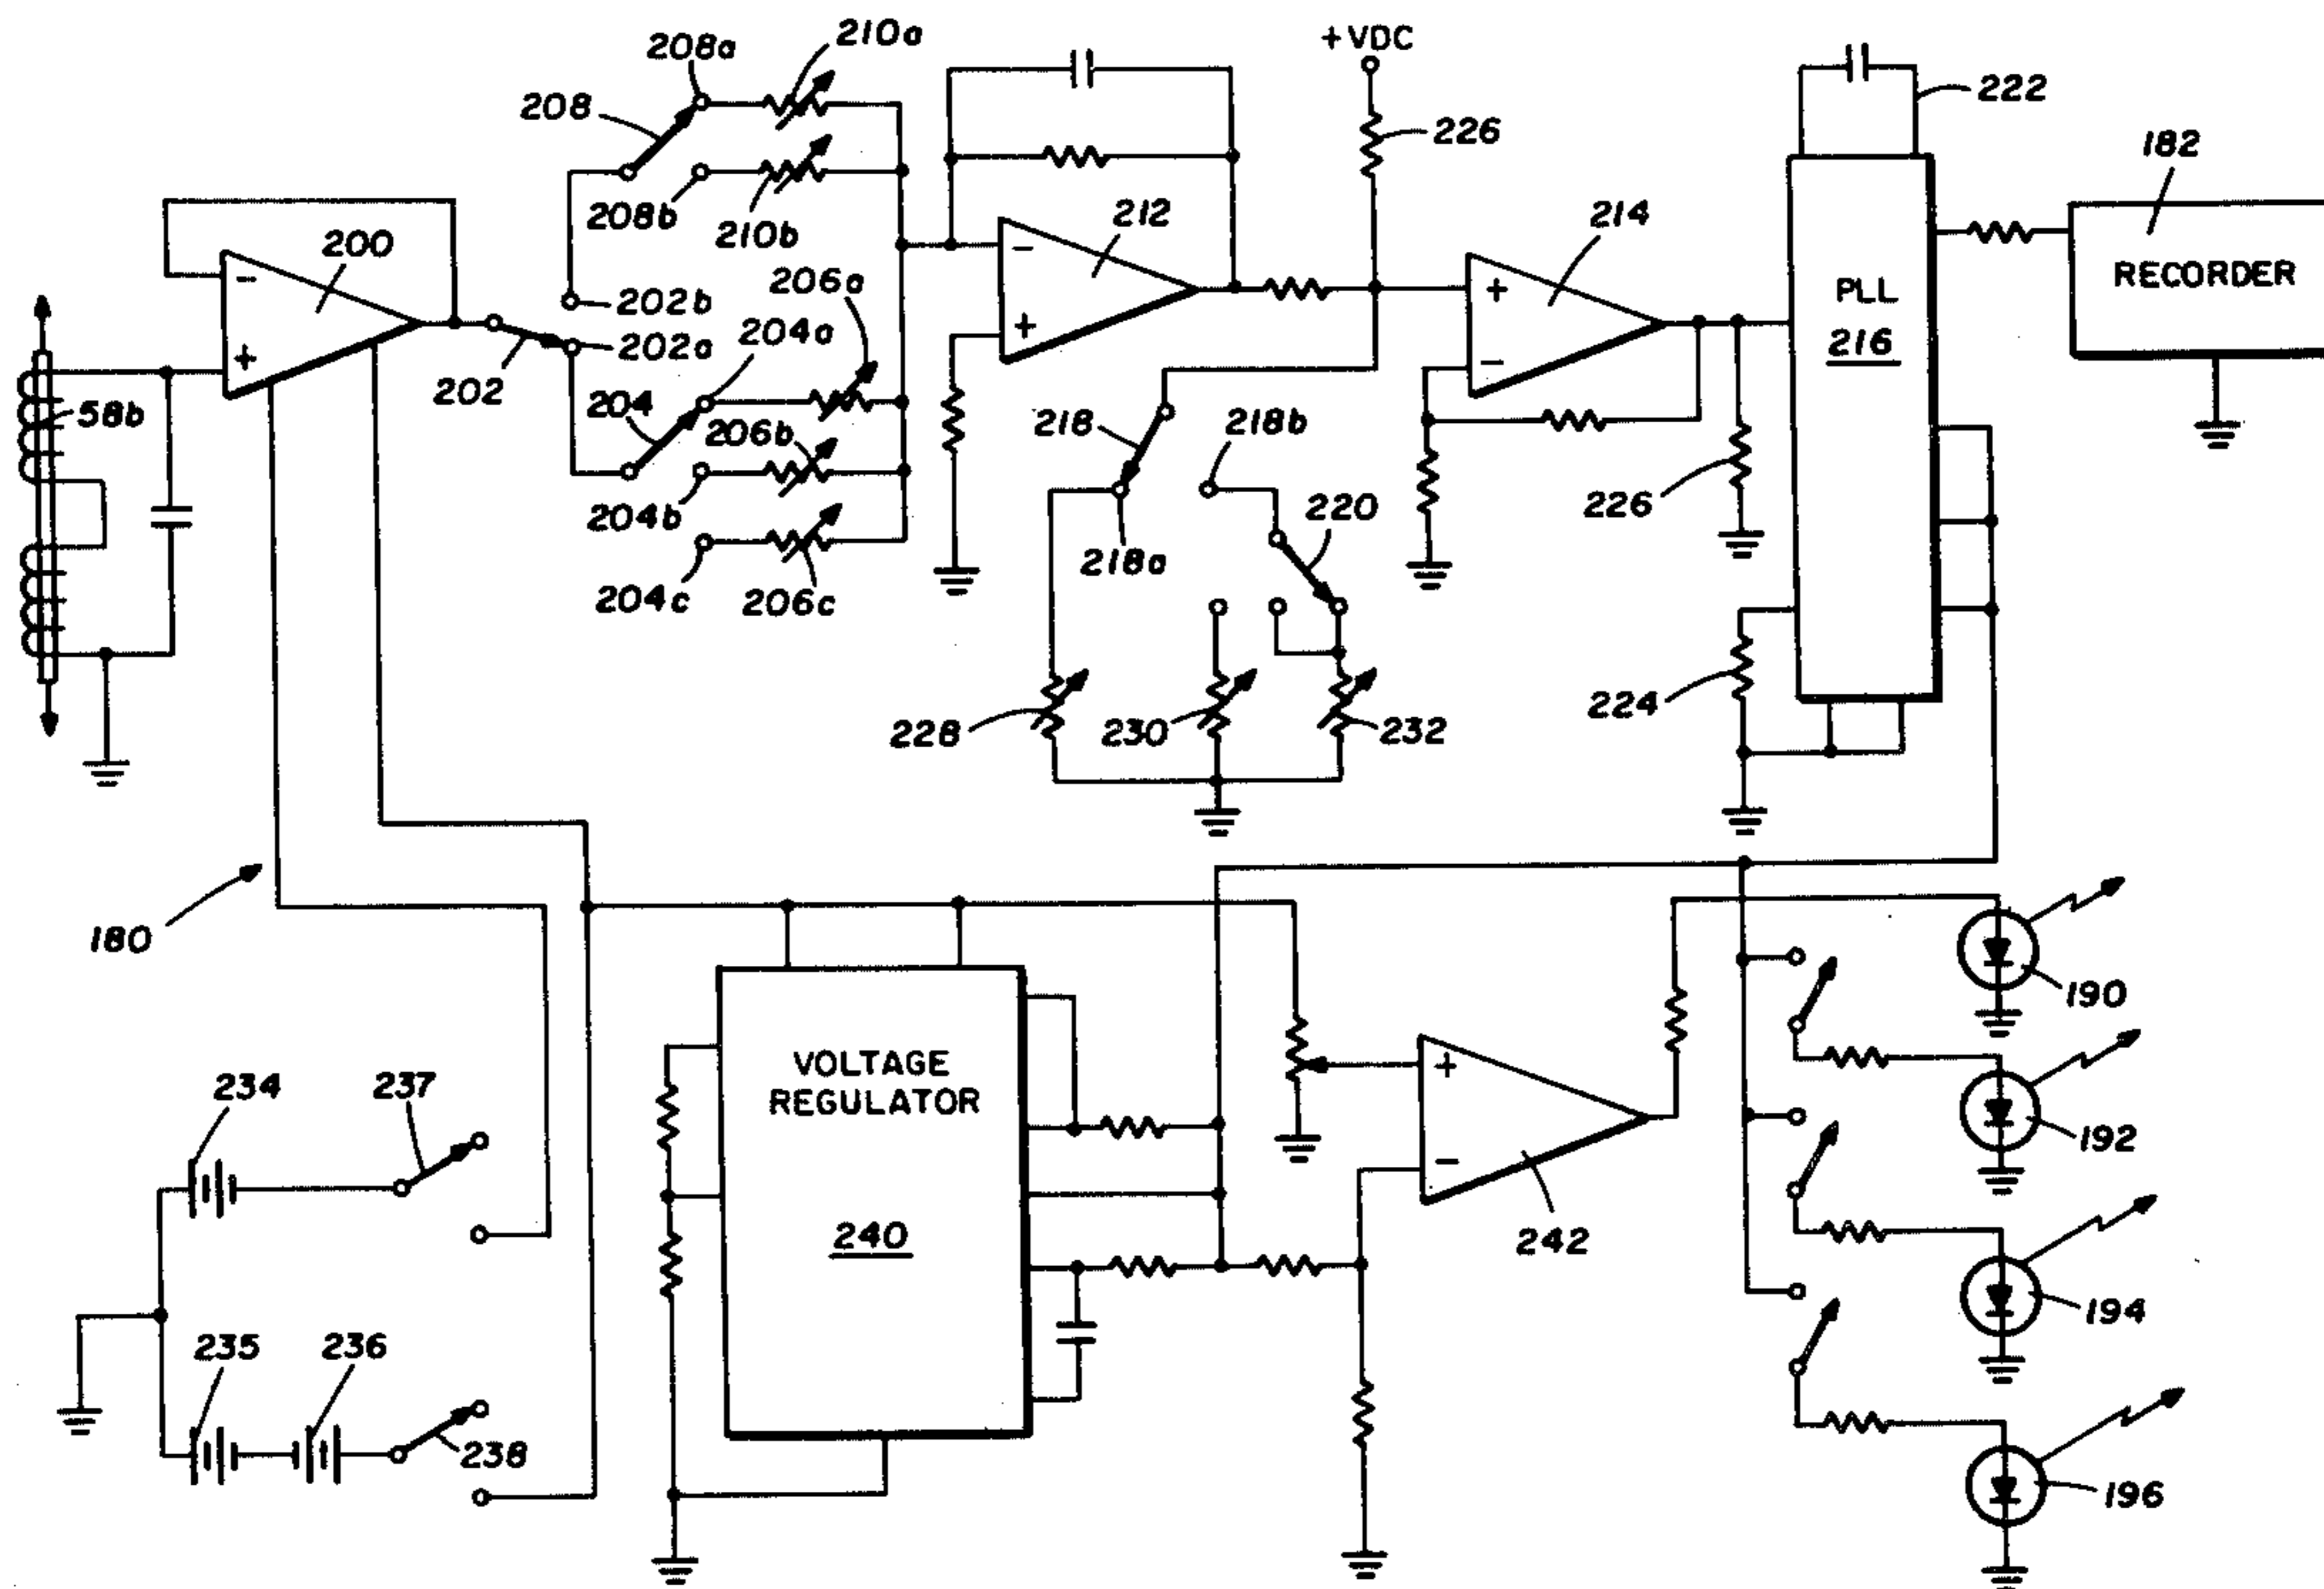 208a
210a
+VDC
208
226
222
182
208b
210b
212
214
200
-
-
206a
PLL
RECORDER
202b
+
+
204a
202a
+
216
202
204
-
58b
206b
218
218b
226
204b
220
218a
204c
206c
224
228
230
232
180
190
VOLTAGE
REGULATOR
+
234
237
192
-
240
242
194
235
236
238
196